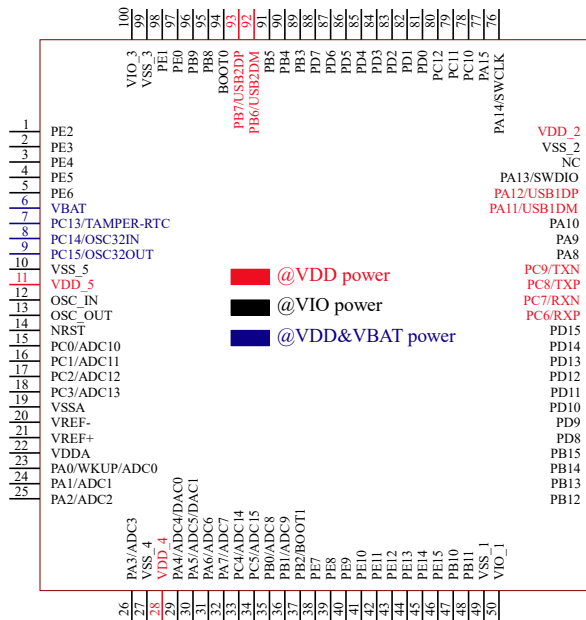 100 99 98 97 96 95 94 93 92 91 90 89 88 87 86 85 84 83 82 81 80 79 78 77 76
VIO_3
VSS_3
PE1
PE0
PB9
PB8
BOOT0
PB7/USB2DP
PB6/USB2DM
PB5
PB4
PB3
PD7
PD6
PD5
PD4
PD3
PD2
PD1
PD0
PC12
PC11
PC10
PA15
PA14/SWCLK
1 PE2
2 PE3
3 PE4
4 PE5
5 PE6
6 VBAT
7 PC13/TAMPER-RTC
8 PC14/OSC32IN
9 PC15/OSC32OUT
10 VSS_5
11 VDD_5
12 OSC_IN
13 OSC_OUT
14 NRST
15 PC0/ADC10
16 PC1/ADC11
17 PC2/ADC12
18 PC3/ADC13
19 VSSA
20 VREF-
21 VREF+
22 VDDA
23 PA0/WKUP/ADC0
24 PA1/ADC1
25 PA2/ADC2
@VDD power
@VIO power
@VDD&VBAT power
VDD_2
VSS_2
NC
PA13/SWDIO
PA12/USB1DP
PA11/USB1DM
PA10
PA9
PA8
PC9/TXN
PC8/TXP
PC7/RXN
PC6/RXP
PD15
PD14
PD13
PD12
PD11
PD10
PD9
PD8
PB15
PB14
PB13
PB12
PA3/ADC3
VSS_4
VDD_4
PA4/ADC4/DAC0
PA5/ADC5/DAC1
PA6/ADC6
PA7/ADC7
PC4/ADC14
PC5/ADC15
PB0/ADC8
PB1/ADC9
PB2/BOOT1
PE7
PE8
PE9
PE10
PE11
PE12
PE13
PE14
PE15
PB10
PB11
VSS_1
VIO_1
26 27 28 29 30 31 32 33 34 35 36 37 38 39 40 41 42 43 44 45 46 47 48 49 50